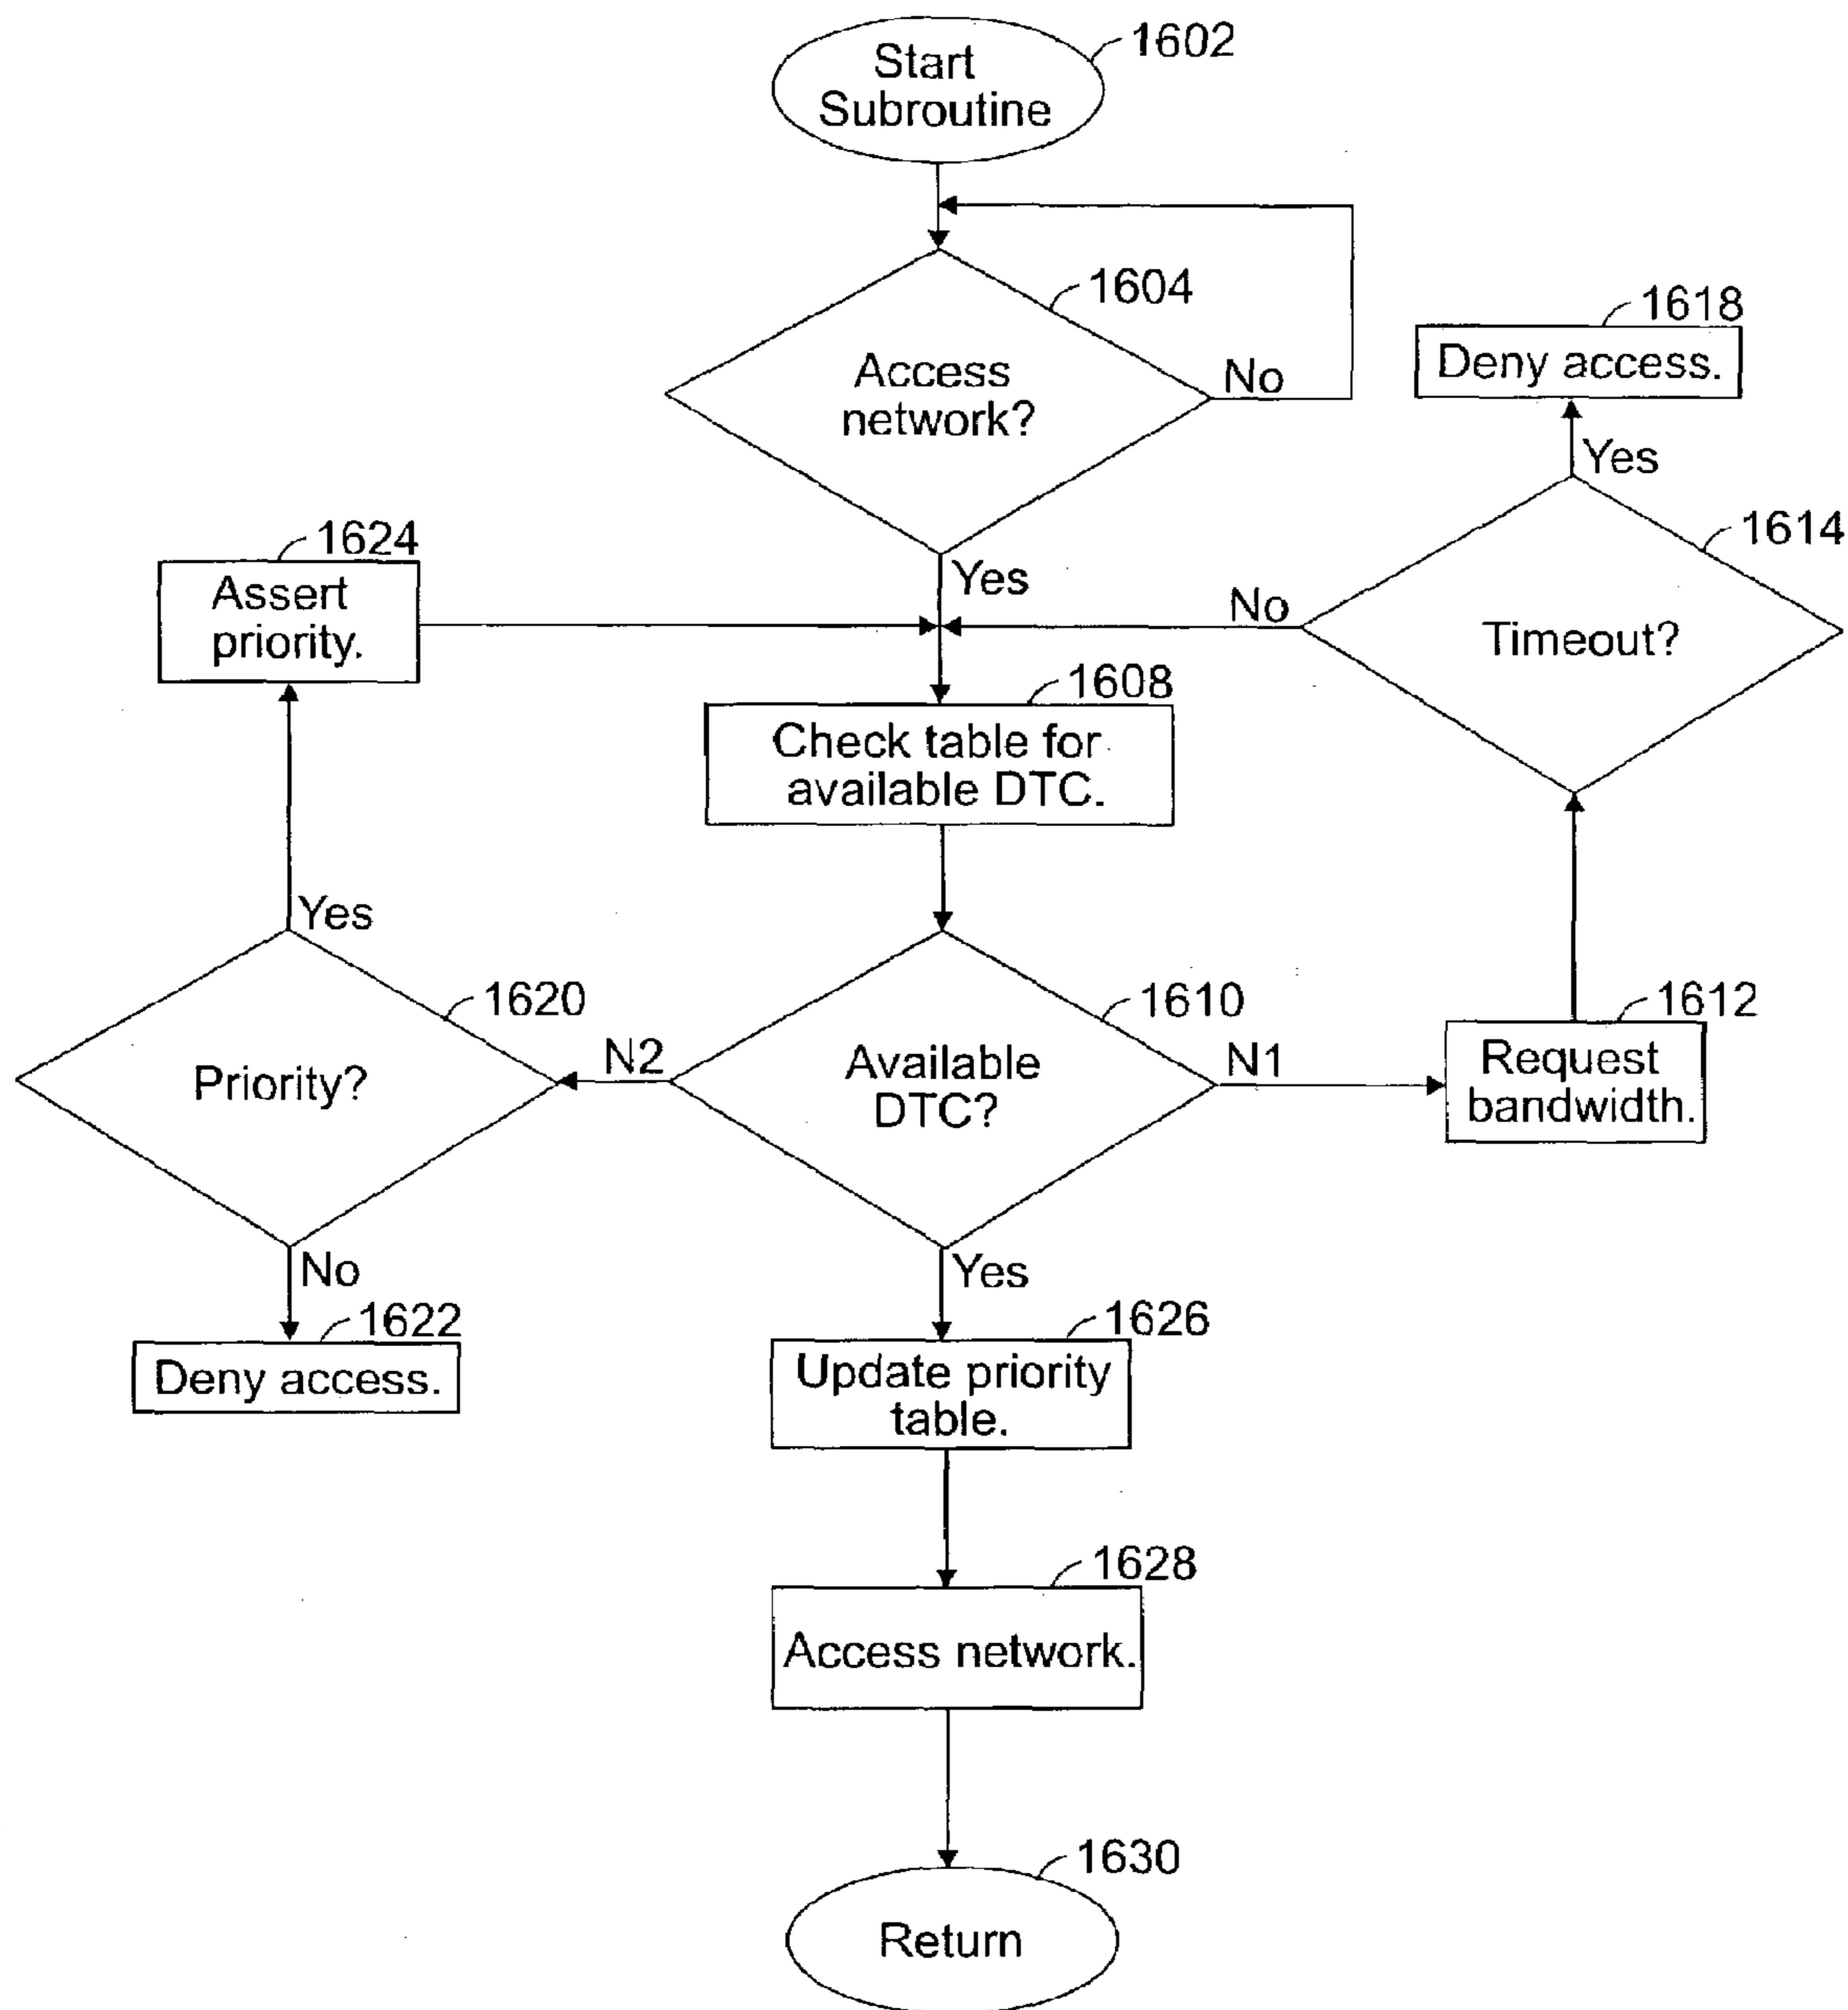 1602
Start
Subroutine
1604
Access
network?
No
1618
Deny access.
Yes
1614
Timeout?
No
1624
Assert
priority.
Yes
1608
Check table for
available DTC.
Yes
1620
Priority?
N2
1610
Available
DTC?
N1
1612
Request
bandwidth.
No
1622
Deny access.
Yes
1626
Update priority
table.
1628
Access network.
1630
Return